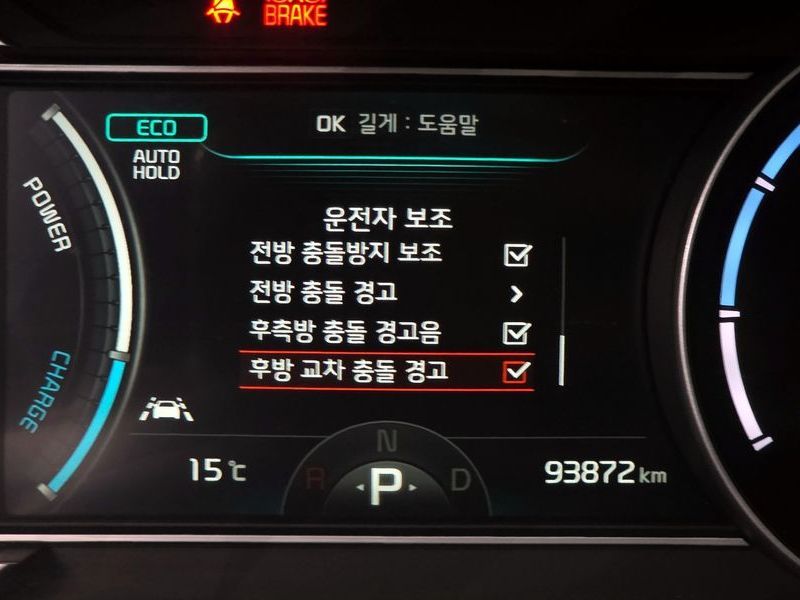 BRAKE
ECO
OK 길게 : 도움말
AUTO
HOLD
POWER
운전자 보조
전방 충돌방지 보조
전방 충돌 경고
후측방 충돌 경고음
후방 교차 충돌 경고
CHARGE
N
15℃
R
P
D
93872 km